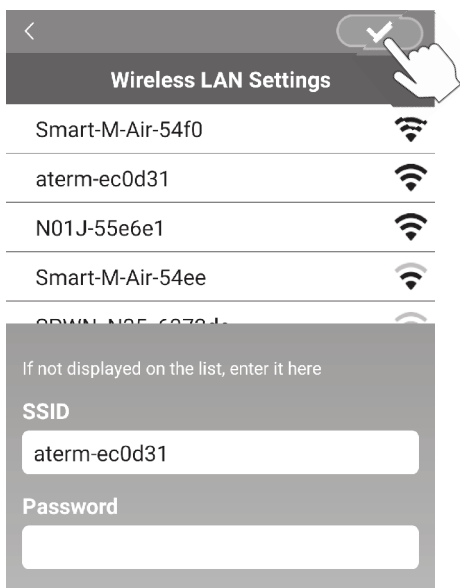 Wireless LAN Settings
Smart-M-Air-54f0
aterm-ec0d31
N01J-55e6e1
Smart-M-Air-54ee
If not displayed on the list, enter it here
SSID
aterm-ec0d31
Password